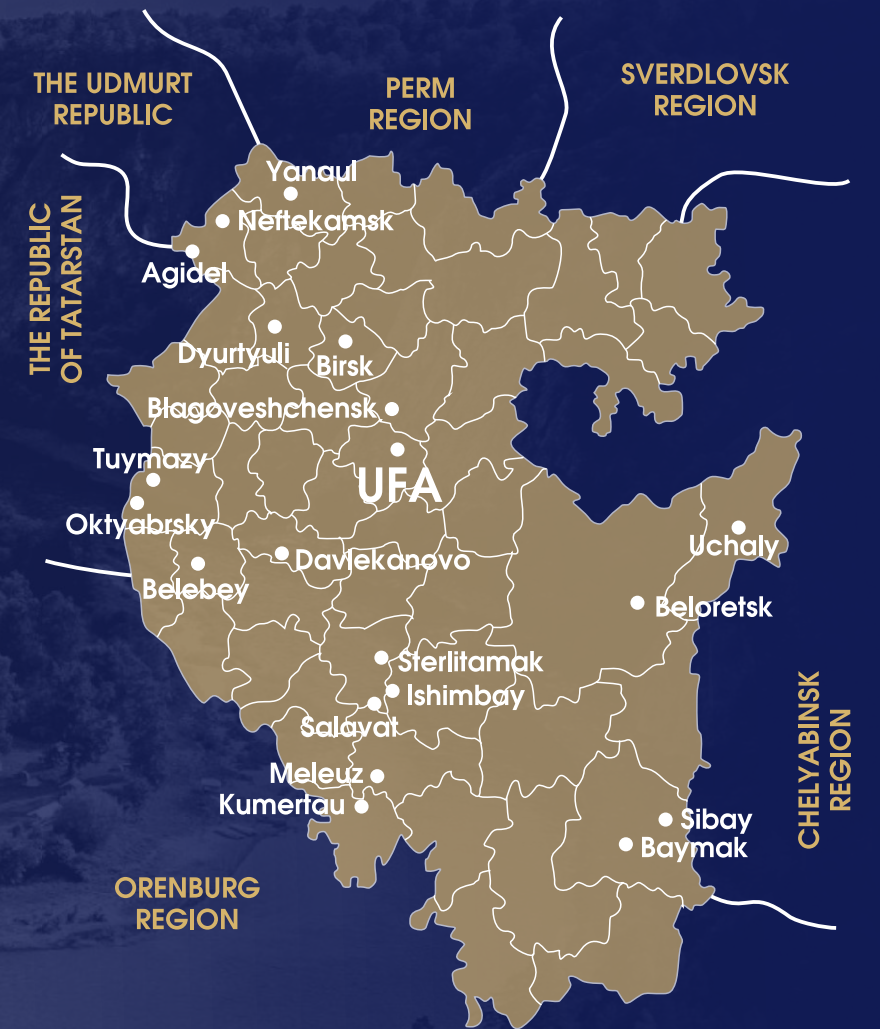 THE UDMURT
REPUBLIC
PERM
REGION
SVERDLOVSK
REGION
THE REPUBLIC
OF TATARSTAN
Yanaul
Neftekamsk
Agidel
Dyurtyuli
Birsk
Blagoveshchensk
Tuymazy
UFA
Oktyabrsky
Uchaly
Davlekanovo
Belebey
Beloretsk
Sterlitamak
Ishimbay
Salavat
CHELYABINSK
REGION
Meleuz
Kumertau
Sibay
Baymak
ORENBURG
REGION